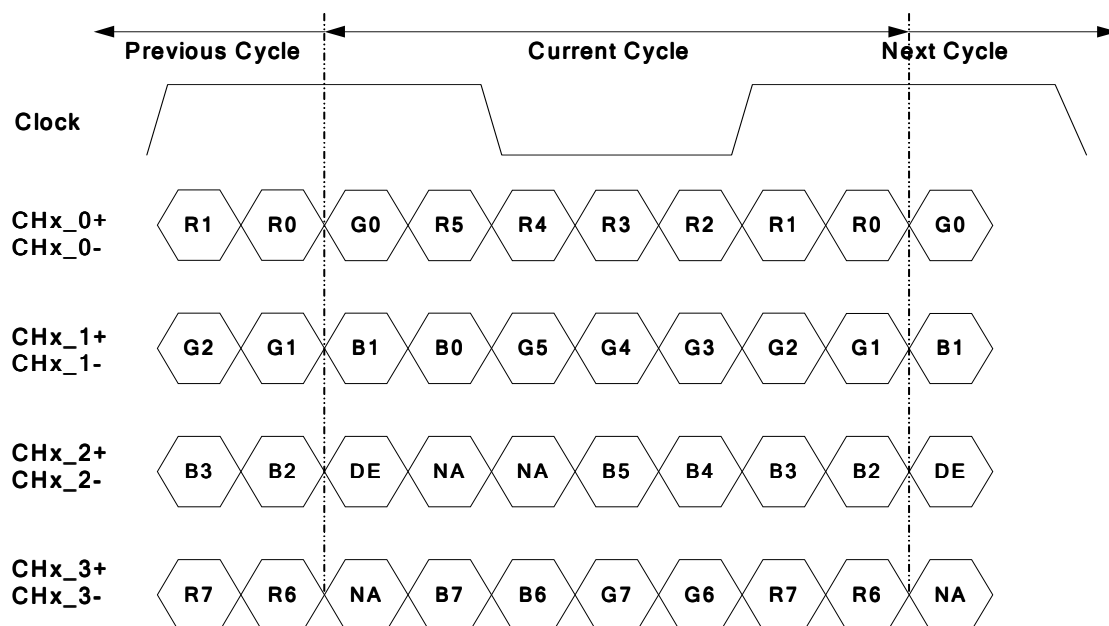 Previous Cycle Current Cycle Next Cycle
Clock
CHx_0+
CHx_0-
R1 R0 G0 R5 R4 R3 R2 R1 R0 G0
CHx_1+
CHx_1-
G2 G1 B1 B0 G5 G4 G3 G2 G1 B1
CHx_2+
CHx_2-
B3 B2 DE NA NA B5 B4 B3 B2 DE
CHx_3+
CHx_3-
R7 R6 NA B7 B6 G7 G6 R7 R6 NA